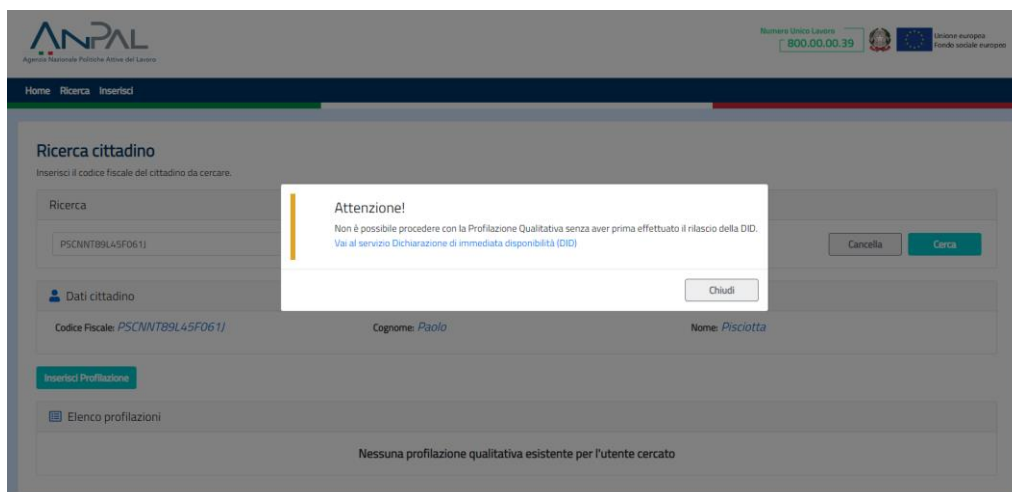 ANPAL
Agenzia Nazionale Politiche Attive del Lavoro
Numero Unico Lavoro
800.00.00.39
Unione europea
Fondo sociale europeo
Home Ricerca Inserisci
Ricerca cittadino
Inserisci il codice fiscale del cittadino da cercare.
Ricerca
PSCNNT89L45F061J
Cancella Cerca
Attenzione!
Non è possibile procedere con la Profilazione Qualitativa senza aver prima effettuato il rilascio della DID.
Vai al servizio Dichiarazione di immediata disponibilità (DID)
Chiudi
Dati cittadino
Codice Fiscale: PSCNNT89L45F061J Cognome: Paolo Nome: Pisciotta
Inserisci Profilazione
Elenco profilazioni
Nessuna profilazione qualitativa esistente per l'utente cercato